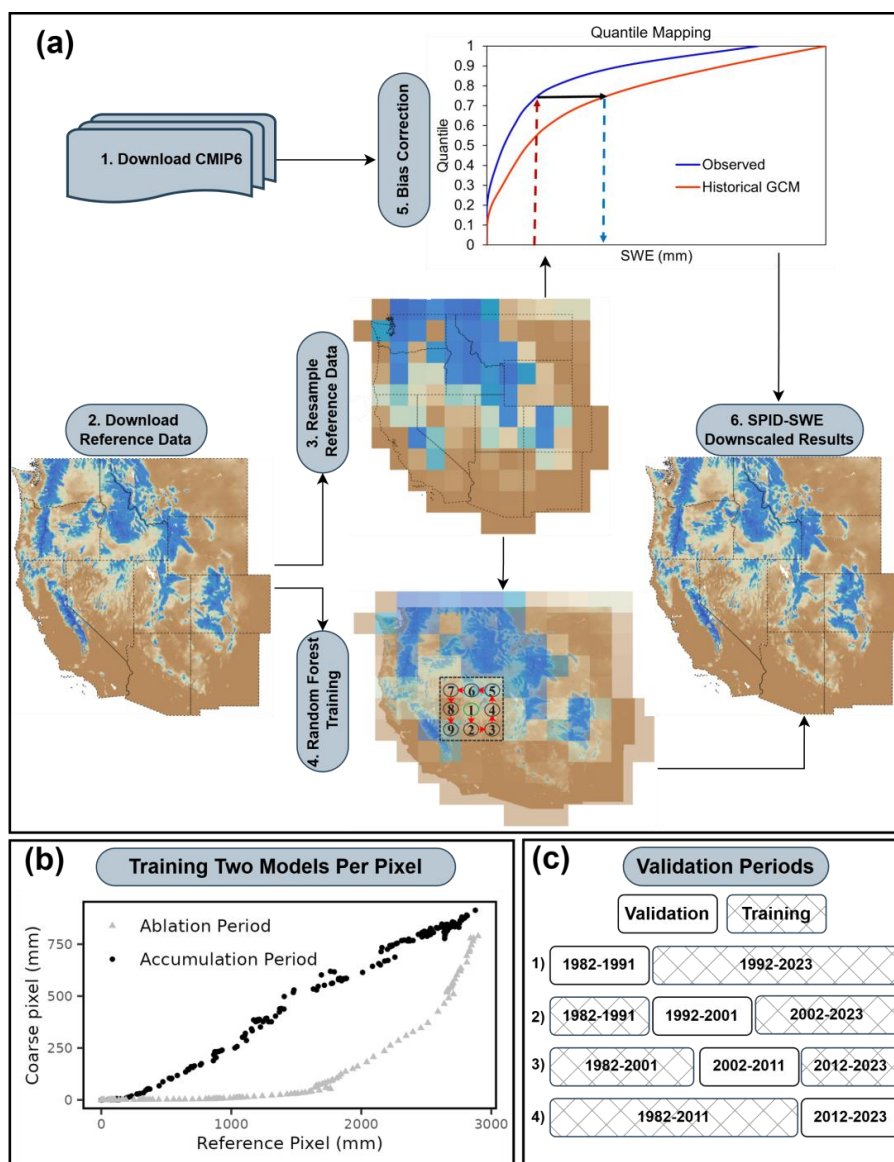 (a)
1. Download CMIP6
5. Bias Correction
Quantile Mapping
Quantile
1
0.9
0.8
0.7
0.6
0.5
0.4
0.3
0.2
0.1
0
Observed
Historical GCM
SWE (mm)
2. Download
Reference Data
3. Resample
Reference Data
4. Random Forest
Training
7 6 5
8 1 4
9 2 3
6. SPID-SWE
Downscaled Results
(b)
Training Two Models Per Pixel
Coarse pixel (mm)
750
500
250
0
Ablation Period
Accumulation Period
0 1000 2000 3000
Reference Pixel (mm)
(c)
Validation Periods
Validation Training
1) 1982-1991 1992-2023
2) 1982-1991 1992-2001 2002-2023
3) 1982-2001 2002-2011 2012-2023
4) 1982-2011 2012-2023